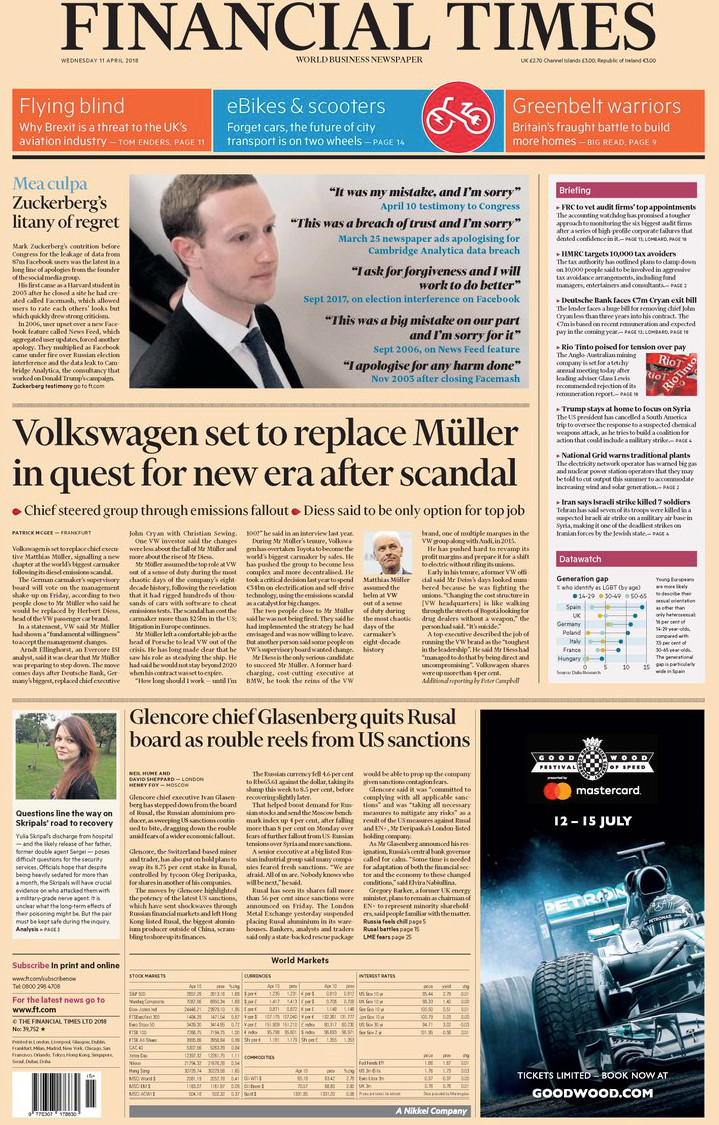 FINANCIAL TIMES
WEDNESDAY 11 APRIL 2018
WORLD BUSINESS NEWSPAPER
UK £2.70 Channel Islands £3.00; Republic of Ireland €3.00
Flying blind
Why Brexit is a threat to the UK's
aviation industry — TOM ENDERS, PAGE 11
eBikes & scooters
Forget cars, the future of city
transport is on two wheels — PAGE 14
Greenbelt warriors
Britain's fraught battle to build
more homes — BIG READ, PAGE 9
Mea culpa
Zuckerberg's
litany of regret
Mark Zuckerberg's contrition before
Congress for the leakage of data from
87m Facebook users was the latest in a
long line of apologies from the founder
of the social media group.
His first came as a Harvard student in
2003 after he closed a site he had cre-
ated called Facemash, which allowed
users to rate each others' looks but
which quickly drew strong criticism.
In 2006, user upset over a new Face-
book feature called News Feed, which
aggregated user updates, forced another
apology. They multiplied as Facebook
came under fire over Russian election
interference and the data leak to Cam-
bridge Analytica, the consultancy that
worked on Donald Trump's campaign.
Zuckerberg testimony go to ft.com
"It was my mistake, and I'm sorry"
April 10 testimony to Congress
"This was a breach of trust and I'm sorry"
March 25 newspaper ads apologising for
Cambridge Analytica data breach
"I ask for forgiveness and I will
work to do better"
Sept 2017, on election interference on Facebook
"This was a big mistake on our part
and I'm sorry for it"
Sept 2006, on News Feed feature
"I apologise for any harm done"
Nov 2003 after closing Facemash
Briefing
FRC to vet audit firms' top appointments
The accounting watchdog has promised a tougher
approach to monitoring the six biggest audit firms
after a series of high-profile corporate failures that
dented confidence in it. — PAGE 13; LOMBARD, PAGE 18
HMRC targets 10,000 tax avoiders
The tax authority has outlined plans to clamp down
on 10,000 people said to be involved in aggressive
tax avoidance arrangements, including fund
managers, entertainers and consultants. — PAGE 2
Deutsche Bank faces €7m Cryan exit bill
The lender faces a huge bill for removing chief John
Cryan less than three years into his contract. The
€7m is based on recent remuneration and expected
pay in the coming year. — PAGE 13; LOMBARD, PAGE 18
Rio Tinto poised for tension over pay
The Anglo-Australian mining
company is set for a tetchy
annual meeting today after
leading adviser Glass Lewis
recommended rejection of its
remuneration report. — PAGE 18
Trump stays at home to focus on Syria
The US president has cancelled a South America
trip to oversee the response to a suspected chemical
weapons attack, as he tries to build a coalition for
action that could include a military strike. — PAGE 4
National Grid warns traditional plants
The electricity network operator has warned big gas
and nuclear power station operators that they may
be told to cut output this summer to accommodate
increasing wind and solar generation. — PAGE 2
Iran says Israeli strike killed 7 soldiers
Tehran has said seven of its troops were killed in a
suspected Israeli air strike on a military air base in
Syria, making it one of the deadliest strikes on
Iranian forces by the Jewish state. — PAGE 4
Volkswagen set to replace Müller
in quest for new era after scandal
Chief steered group through emissions fallout Diess said to be only option for top job
PATRICK MCGEE — FRANKFURT
Volkswagen is set to replace chief execu-
tive Matthias Müller, signalling a new
chapter at the world's biggest carmaker
following its diesel emissions scandal.
The German carmaker's supervisory
board will vote on the management
shake-up on Friday, according to two
people close to Mr Müller who said he
would be replaced by Herbert Diess,
head of the VW passenger car brand.
In a statement, VW said Mr Müller
had shown a "fundamental willingness"
to accept the management changes.
Arndt Ellinghorst, an Evercore ISI
analyst, said it was clear that Mr Müller
was preparing to step down. The move
comes days after Deutsche Bank, Ger-
many's biggest, replaced chief executive
John Cryan with Christian Sewing.
One VW investor said the changes
were less about the fall of Mr Müller and
more about the rise of Mr Diess.
Mr Müller assumed the top role at VW
out of a sense of duty during the most
chaotic days of the company's eight-
decade history, following the revelation
that it had rigged hundreds of thou-
sands of cars with software to cheat
emissions tests. The scandal has cost the
carmaker more than $25bn in the US;
litigation in Europe continues.
Mr Müller left a comfortable job as the
head of Porsche to lead VW out of the
crisis. He has long made clear that he
saw his role as steadying the ship. He
had said he would not stay beyond 2020
when his contract was set to expire.
"How long should I work — until I'm
100?" he said in an interview last year.
During Mr Müller's tenure, Volkswa-
gen has overtaken Toyota to become the
world's biggest carmaker by sales. He
has pushed the group to become less
complex and more decentralised. He
took a critical decision last year to spend
€34bn on electrification and self-drive
technology, using the emissions scandal
as a catalyst for big changes.
The two people close to Mr Müller
said he was not being fired. They said he
had implemented the strategy he had
envisaged and was now willing to leave.
But another person said some people on
VW's supervisory board wanted change.
Mr Diess is the only serious candidate
to succeed Mr Müller. A former hard-
charging, cost-cutting executive at
BMW, he took the reins of the VW
Matthias Müller
assumed the
helm at VW
out of a sense
of duty during
the most
chaotic days of
the carmaker's
eight-decade
history
brand, one of multiple marques in the
VW group along with Audi, in 2015.
He has pushed hard to revamp its
profit margins and prepare it for a shift
to electric without rifling its unions.
Early in his tenure, a former VW offi-
cial said Mr Deiss's days looked num-
bered because he was fighting the
unions. "Changing the cost structure in
[VW headquarters] is like walking
through the streets of Bogotá looking for
drug dealers without a weapon," the
person had said. "It's suicide."
A top executive described the job of
running the VW brand as the "toughest
in the leadership". He said Mr Diess had
"managed to do that by being direct and
uncompromising". Volkswagen shares
were up more than 4 per cent.
Additional reporting by Peter Campbell
Datawatch
Generation gap
% who identify as LGBT (by age)
14-29 30-49 50-65
Spain
UK
Germany
Poland
Italy
France
Hungary
0 5 10 15
Source: Dalia Research
Young Europeans
are more likely
to describe their
sexual orientation
as other than
only heterosexual:
16 per cent of
14-29 year-olds,
compared with
7.5 per cent of
30-65 year-olds.
The generational
gap is particularly
wide in Spain
Questions line the way on
Skripals' road to recovery
Yulia Skripal's discharge from hospital
— and the likely release of her father,
former double agent Sergei — poses
difficult questions for the security
services. Officials hope that despite
being heavily sedated for more than
a month, the Skripals will have crucial
evidence on who attacked them with
a military-grade nerve agent. It is
unclear what the long-term effects of
their poisoning might be. But the pair
must be kept safe during the inquiry.
Analysis — PAGE 3
Glencore chief Glasenberg quits Rusal
board as rouble reels from US sanctions
NEIL HUME AND
DAVID SHEPPARD — LONDON
HENRY FOY — MOSCOW
Glencore chief executive Ivan Glasen-
berg has stepped down from the board
of Rusal, the Russian aluminium pro-
ducer, as sweeping US sanctions contin-
ued to bite, dragging down the rouble
amid fears of a wider economic fallout.
Glencore, the Switzerland-based miner
and trader, has also put on hold plans to
swap its 8.75 per cent stake in Rusal,
controlled by tycoon Oleg Deripaska,
for shares in another of his companies.
The moves by Glencore highlighted
the potency of the latest US sanctions,
which have sent shockwaves through
Russian financial markets and left Hong
Kong-listed Rusal, the biggest alumin-
ium producer outside of China, scram-
bling to shore up its finances.
The Russian currency fell 4.6 per cent
to Rbs63.61 against the dollar, taking its
slump this week to 8.5 per cent, before
recovering slightly later.
That helped boost demand for Rus-
sian stocks and send the Moscow bench-
mark index up 4 per cent, after falling
more than 8 per cent on Monday over
fears of further fallout from US-Russian
tensions over Syria and more sanctions.
A senior executive at a big listed Rus-
sian industrial group said many compa-
nies feared fresh sanctions. "We are
afraid. All of us are. Nobody knows who
will be next," he said.
Rusal has seen its shares fall more
than 56 per cent since sanctions were
announced on Friday. The London
Metal Exchange yesterday suspended
placing Rusal aluminium in its ware-
houses. Bankers, analysts and traders
said only a state-backed rescue package
would be able to prop up the company
given sanctions contagion fears.
Glencore said it was "committed to
complying with all applicable sanc-
tions" and was "taking all necessary
measures to mitigate any risks" as a
result of the US measures against Rusal
and EN+, Mr Deripaska's London-listed
holding company.
As Mr Glasenberg announced his res-
ignation, Russia's central bank governor
called for calm. "Some time is needed
for adaptation of both the financial sec-
tor and the economy to these changed
conditions," said Elvira Nabiullina.
Gregory Barker, a former UK energy
minister, plans to remain as chairman of
EN+ to represent minority sharehold-
ers, said people familiar with the matter.
Russia feels chill page 5
Rusal battles page 15
LME fears page 25
GOODWOOD
FESTIVAL OF SPEED
presented by
mastercard
12 – 15 JULY
PETRONAS
TICKETS LIMITED – BOOK NOW AT
GOODWOOD.COM
Subscribe In print and online
www.ft.com/subscribenow
Tel: 0800 298 4708
For the latest news go to
www.ft.com
© THE FINANCIAL TIMES LTD 2018
No: 39,752 ★
Printed in London, Liverpool, Glasgow, Dublin,
Frankfurt, Milan, Madrid, New York, Chicago, San
Francisco, Orlando, Tokyo, Hong Kong, Singapore,
Seoul, Dubai, Doha
World Markets
STOCK MARKETS
CURRENCIES
INTEREST RATES
COMMODITIES
A Nikkei Company